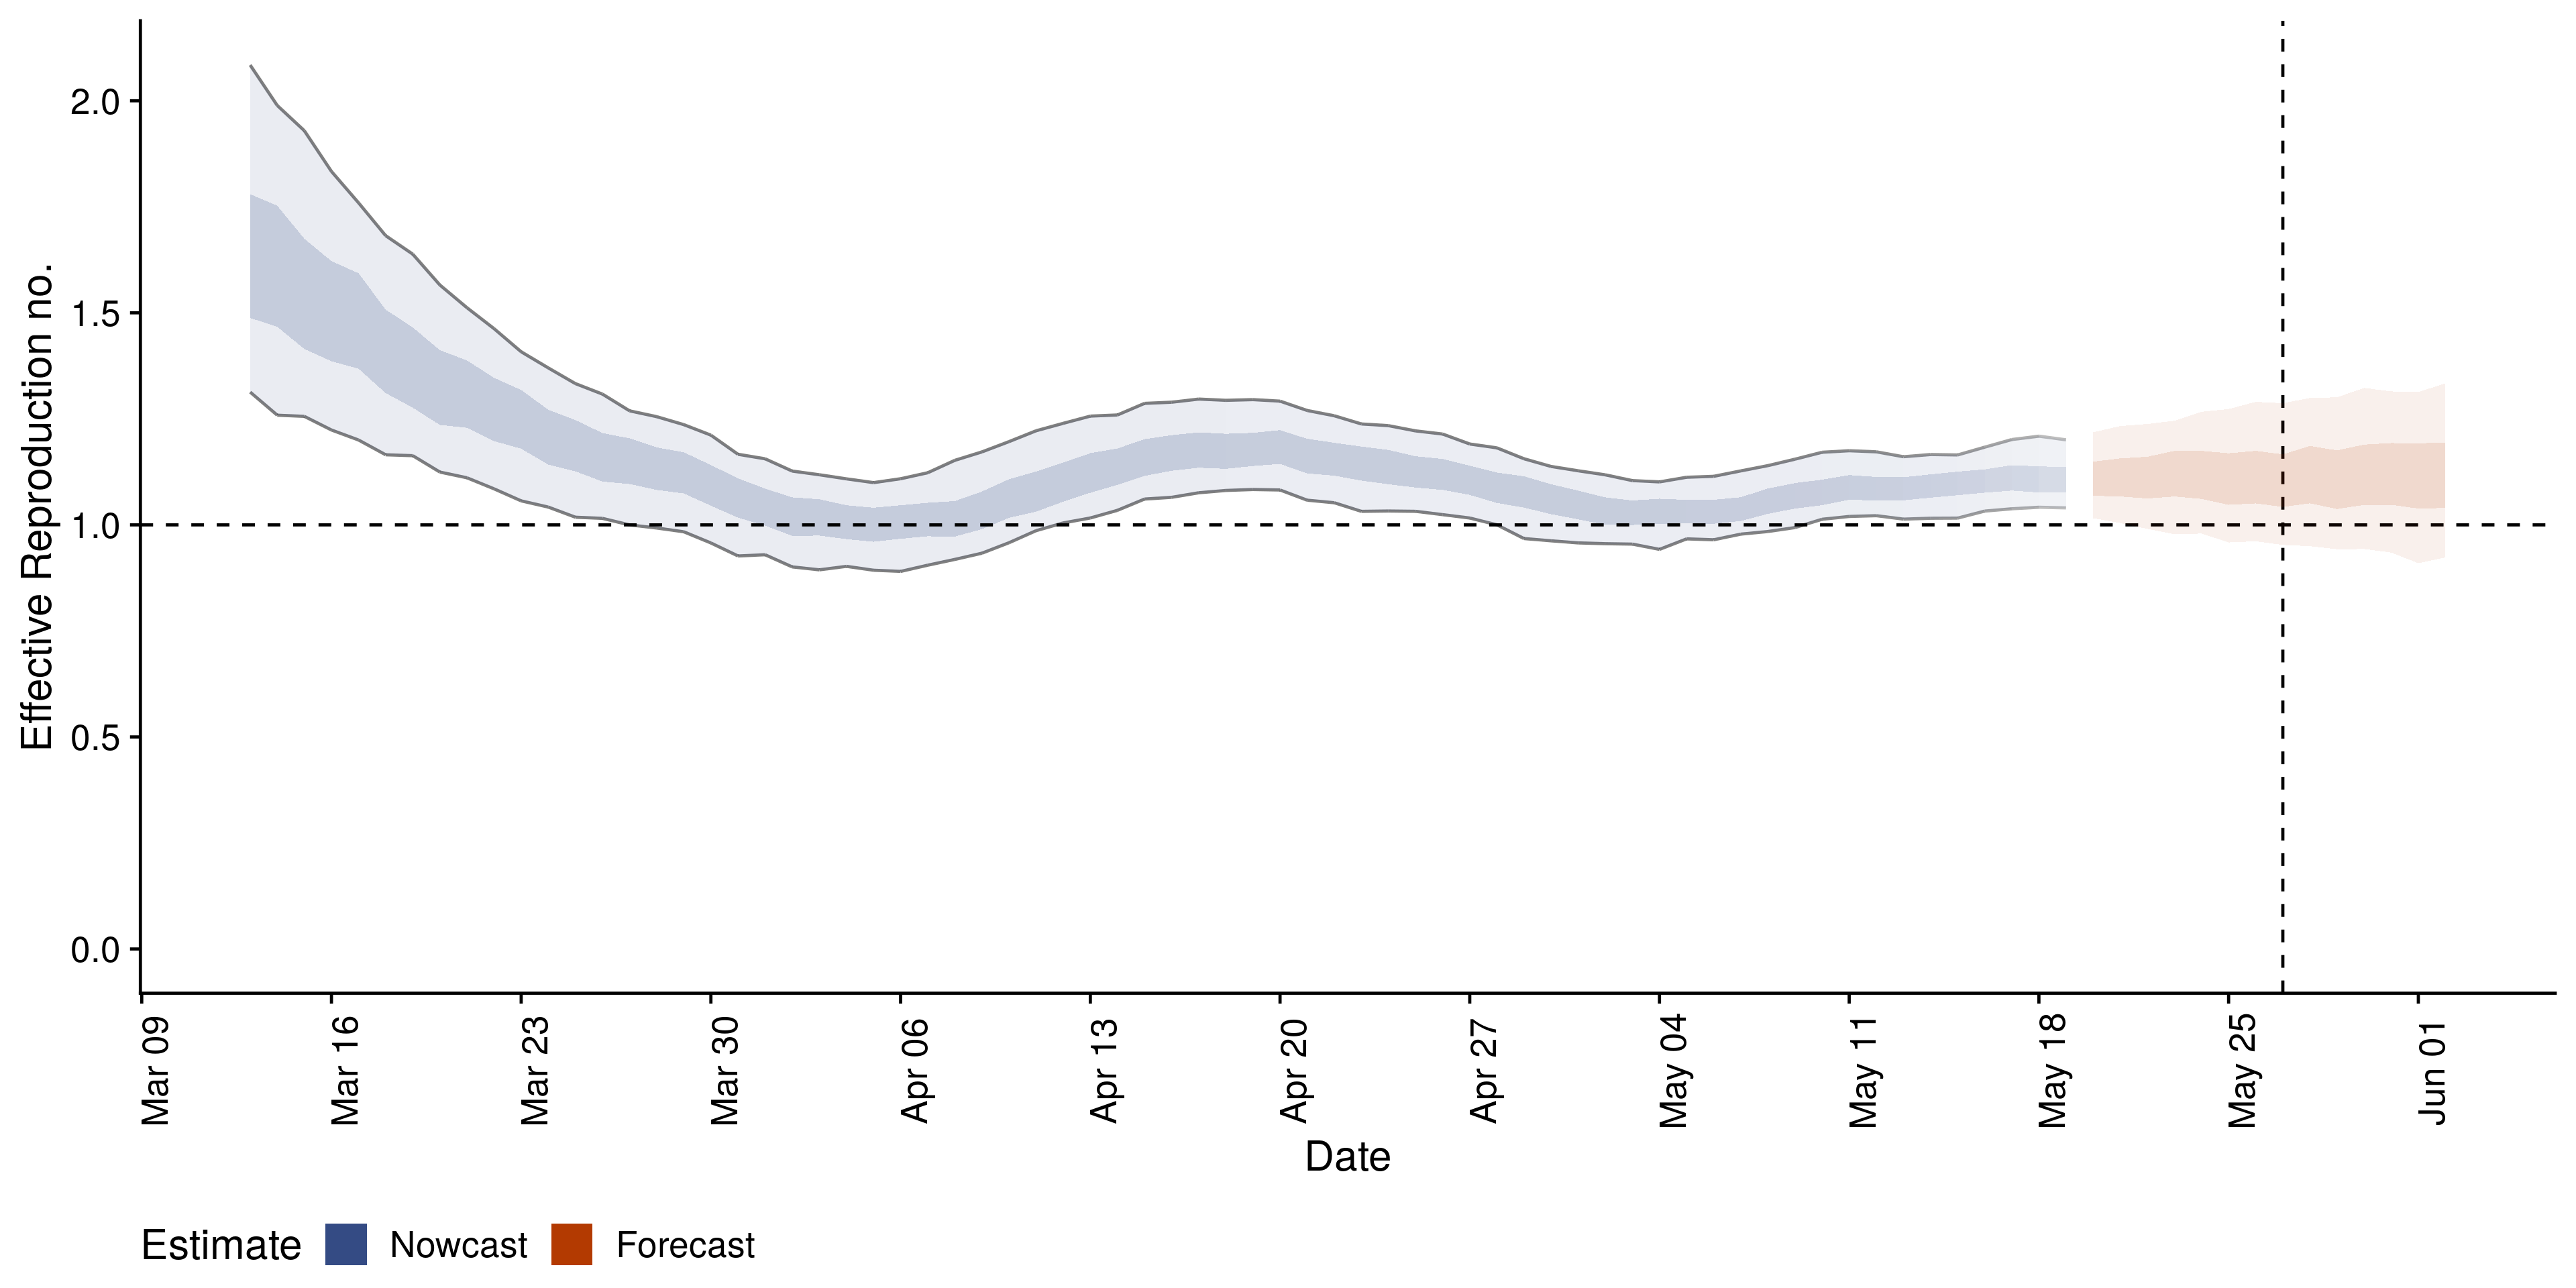 Effective Reproduction no.
2.0
1.5
1.0
0.5
0.0
Mar 09
Mar 16
Mar 23
Mar 30
Apr 06
Apr 13
Apr 20
Apr 27
May 04
May 11
May 18
May 25
Jun 01
Date
Estimate Nowcast Forecast